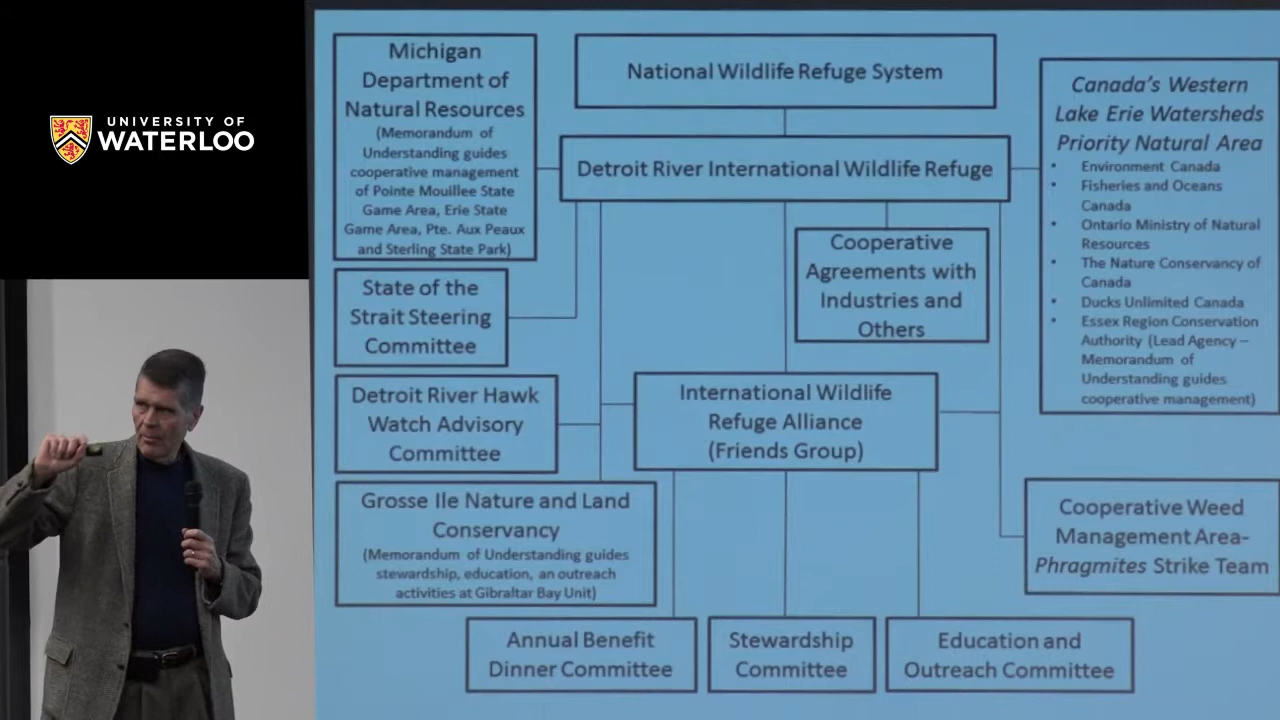 UNIVERSITY OF
WATERLOO
Michigan
Department of
Natural Resources
(Memorandum of
Understanding guides
cooperative management
of Pointe Mouillee State
Game Area, Erie State
Game Area, Pte. Aux Peaux
and Sterling State Park)
National Wildlife Refuge System
Detroit River International Wildlife Refuge
Canada's Western
Lake Erie Watersheds
Priority Natural Area
• Environment Canada
• Fisheries and Oceans
Canada
• Ontario Ministry of Natural
Resources
• The Nature Conservancy of
Canada
• Ducks Unlimited Canada
• Essex Region Conservation
Authority (Lead Agency –
Memorandum of
Understanding guides
cooperative management)
State of the
Strait Steering
Committee
Cooperative
Agreements with
Industries and
Others
Detroit River Hawk
Watch Advisory
Committee
International Wildlife
Refuge Alliance
(Friends Group)
Grosse Ile Nature and Land
Conservancy
(Memorandum of Understanding guides
stewardship, education, an outreach
activities at Gibraltar Bay Unit)
Cooperative Weed
Management Area-
Phragmites Strike Team
Annual Benefit
Dinner Committee
Stewardship
Committee
Education and
Outreach Committee